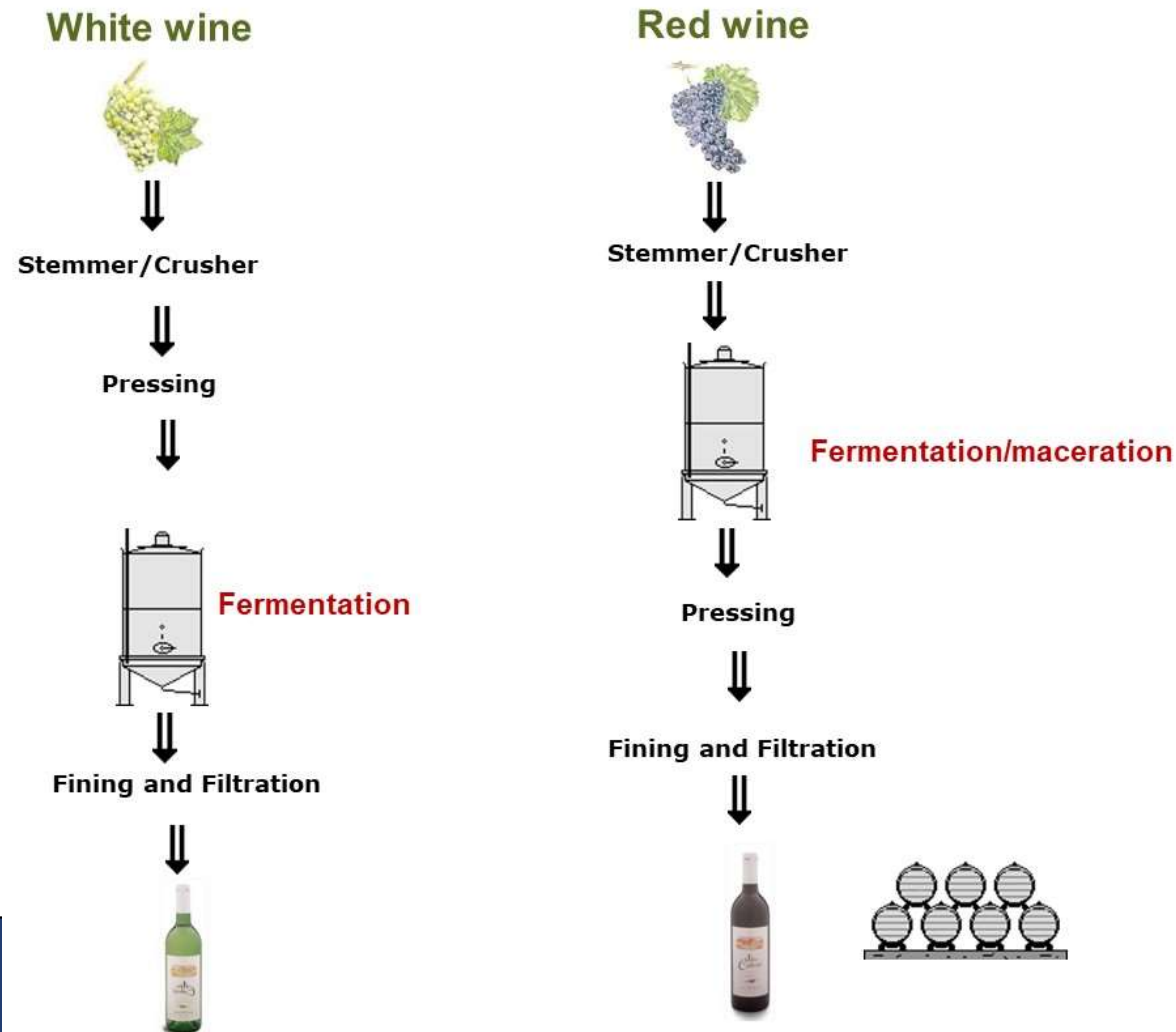 White wine
Stemmer/Crusher
Pressing
Fermentation
Fining and Filtration
Red wine
Stemmer/Crusher
Fermentation/maceration
Pressing
Fining and Filtration